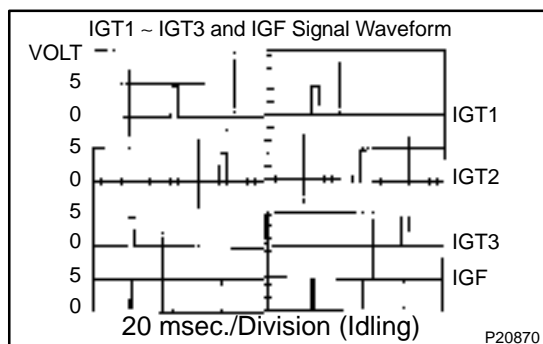 IGT1 ~ IGT3 and IGF Signal Waveform
VOLT
5
0
IGT1
5
0
IGT2
5
0
IGT3
5
IGF
0
20 msec./Division (Idling)
P20870